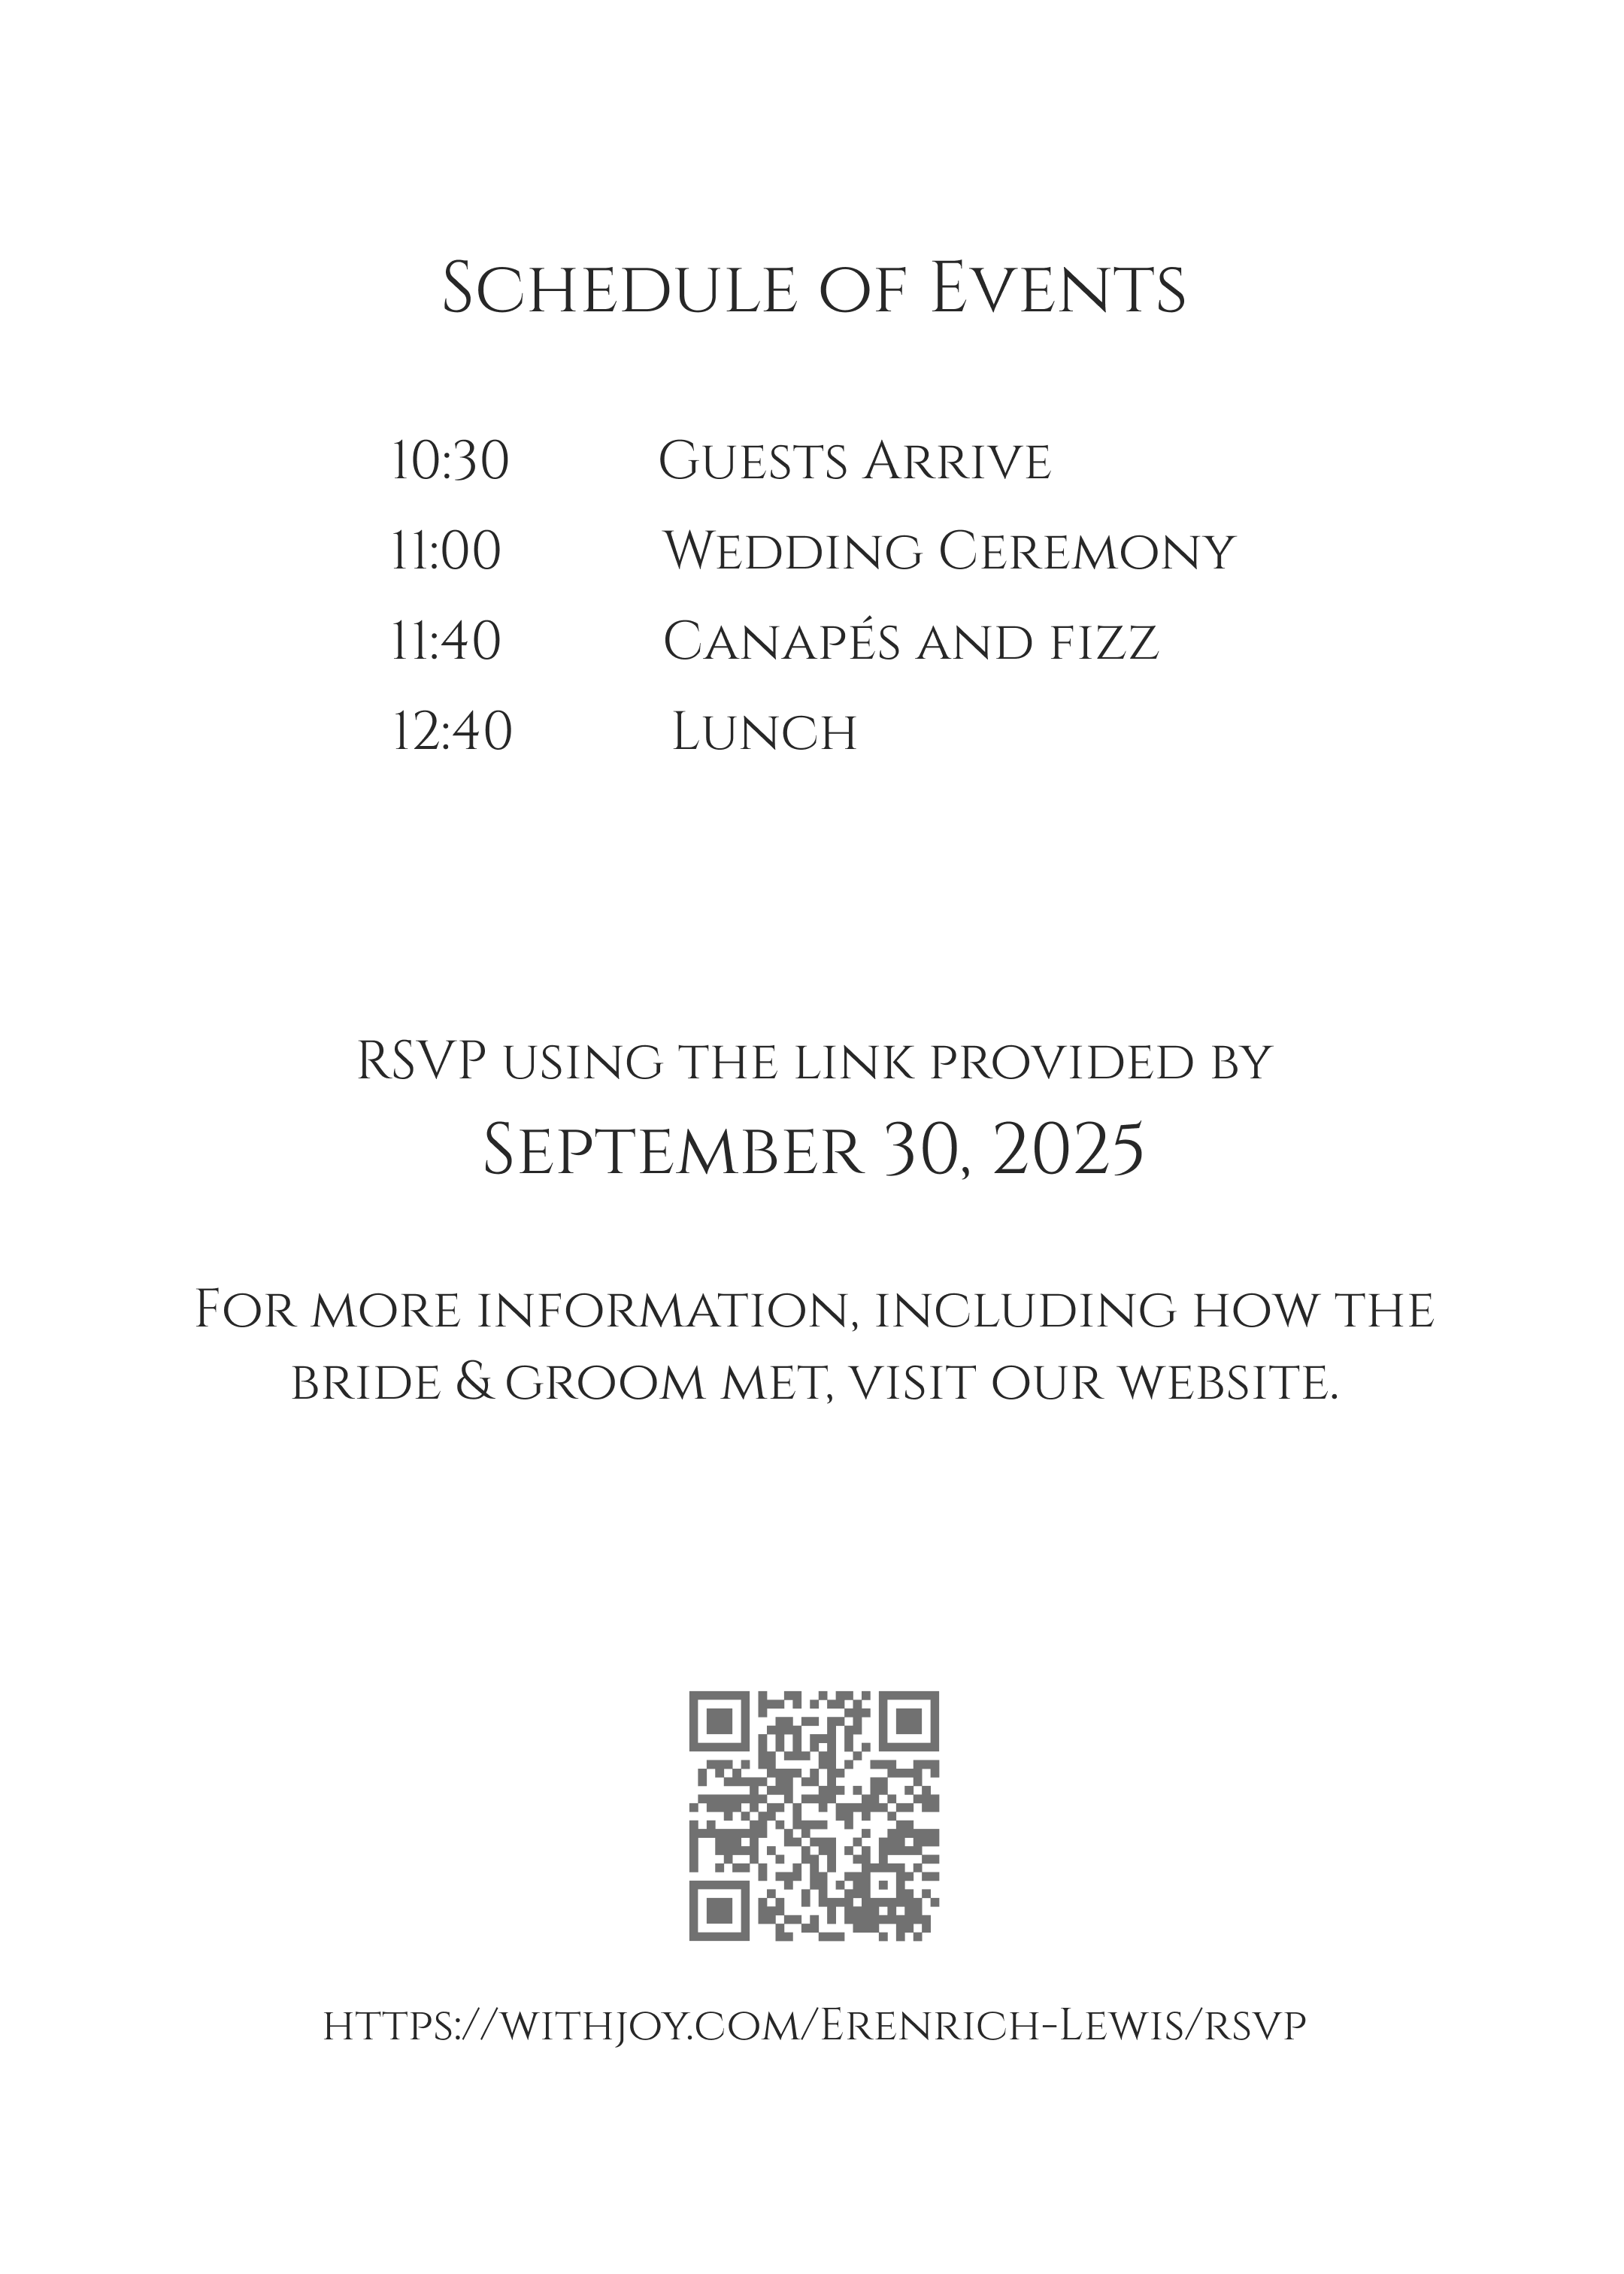 Schedule of Events
10:30 Guests Arrive
11:00 Wedding Ceremony
11:40 Canapés and fizz
12:40 Lunch
RSVP using the link provided by
September 30, 2025
For more information, including how the
bride & groom met, visit our website.
https://withjoy.com/Erenrich-Lewis/rsvp